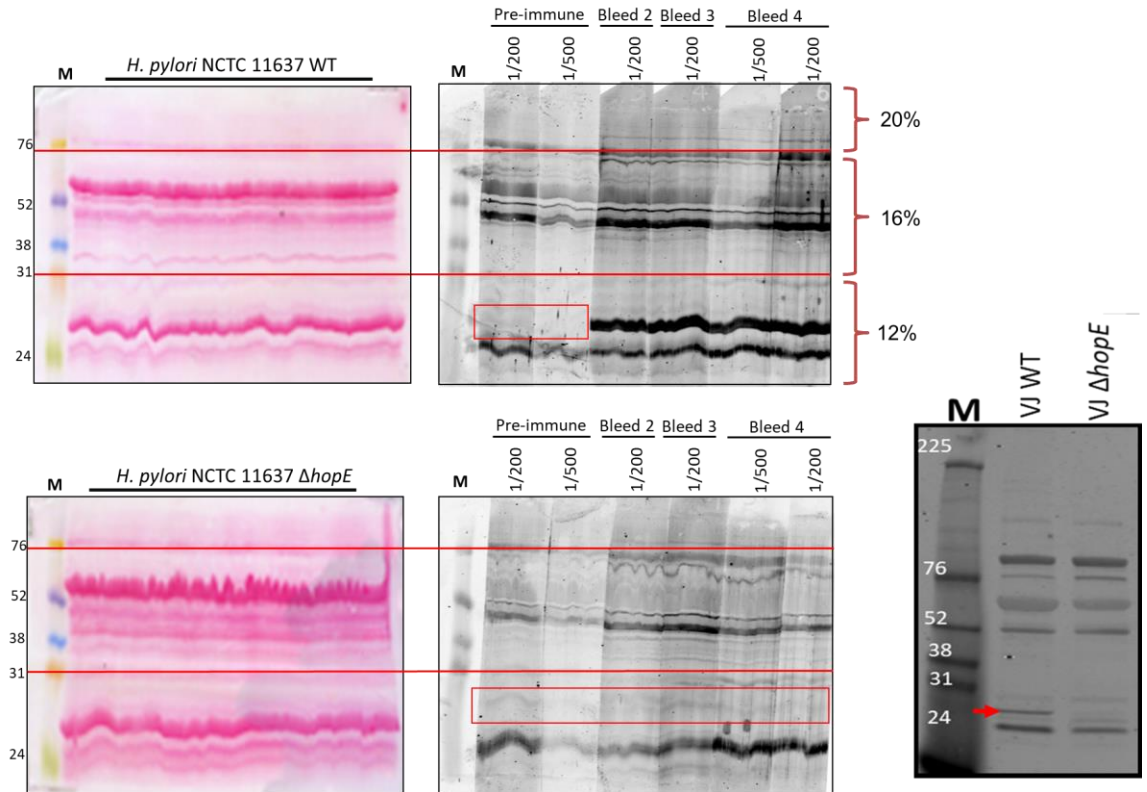 Pre-immune Bleed 2 Bleed 3 Bleed 4
M H. pylori NCTC 11637 WT
M 1/200 1/500 1/200 1/200 1/500 1/200
76
52
38
31
24
6
20%
16%
12%
Pre-immune Bleed 2 Bleed 3 Bleed 4
M H. pylori NCTC 11637 ΔhopE
M 1/200 1/500 1/200 1/200 1/500 1/200
76
52
38
31
24
M VJ WT VJ ΔhopE
225
76
52
38
31
24